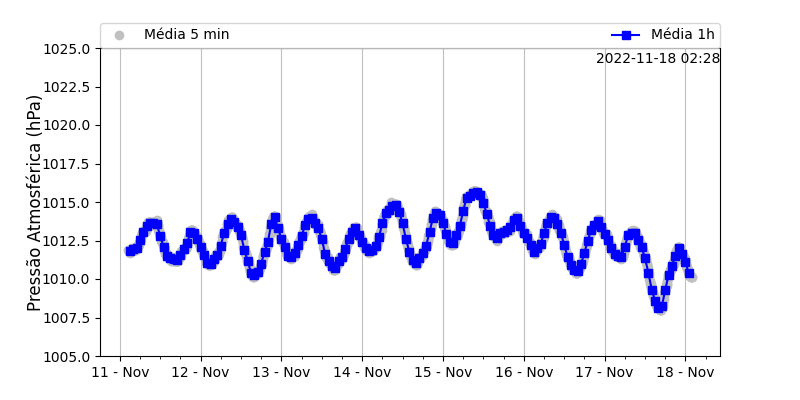 Média 5 min
Média 1h
2022-11-18 02:28
Pressão Atmosférica (hPa)
1025.0
1022.5
1020.0
1017.5
1015.0
1012.5
1010.0
1007.5
1005.0
11 - Nov
12 - Nov
13 - Nov
14 - Nov
15 - Nov
16 - Nov
17 - Nov
18 - Nov